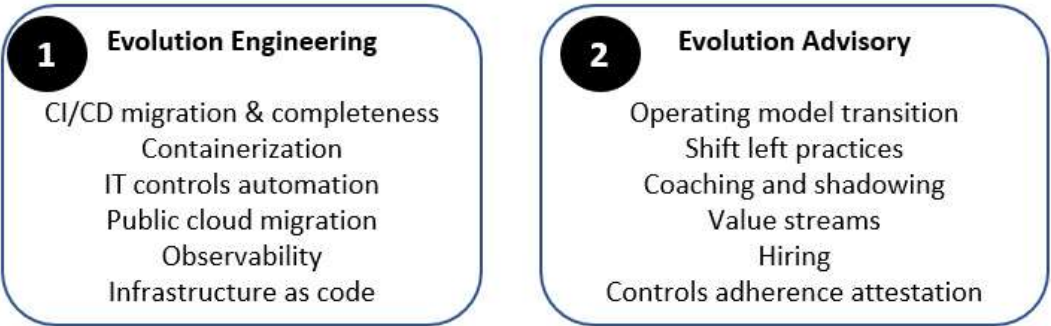 1
Evolution Engineering
CI/CD migration & completeness
Containerization
IT controls automation
Public cloud migration
Observability
Infrastructure as code
2
Evolution Advisory
Operating model transition
Shift left practices
Coaching and shadowing
Value streams
Hiring
Controls adherence attestation